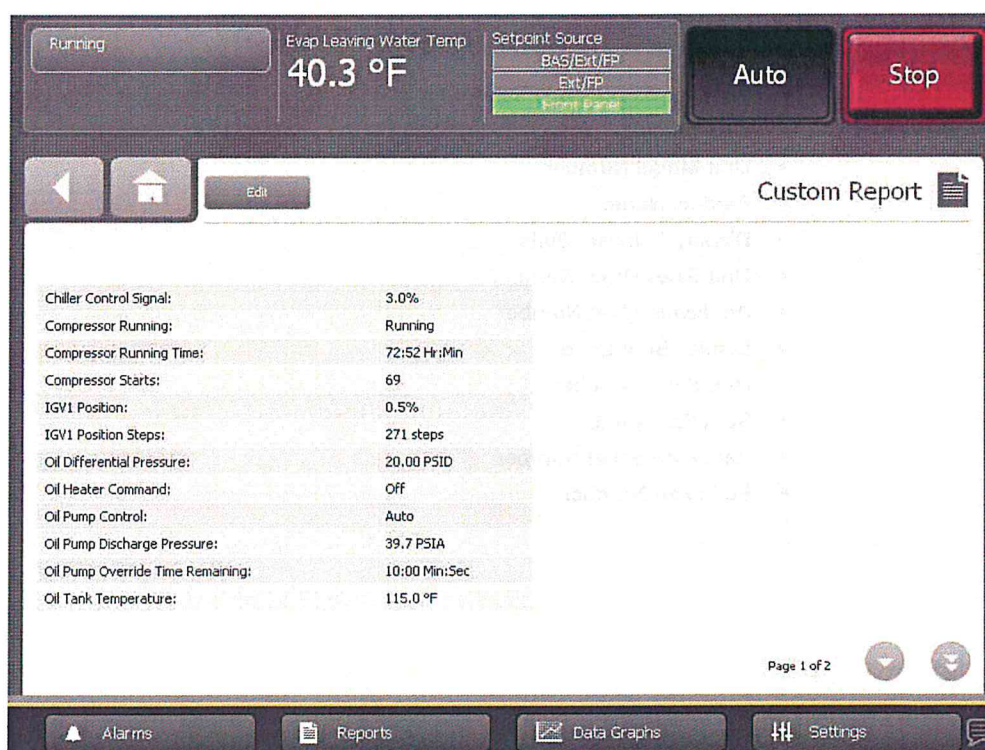 Running
Evap Leaving Water Temp
40.3 °F
Setpoint Source
BAS/Ext/FP
Ext/FP
Front Panel
Auto
Stop
Edit
Custom Report
Chiller Control Signal: 3.0%
Compressor Running: Running
Compressor Running Time: 72:52 Hr:Min
Compressor Starts: 69
IGV1 Position: 0.5%
IGV1 Position Steps: 271 steps
Oil Differential Pressure: 20.00 PSID
Oil Heater Command: Off
Oil Pump Control: Auto
Oil Pump Discharge Pressure: 39.7 PSIA
Oil Pump Override Time Remaining: 10:00 Min:Sec
Oil Tank Temperature: 115.0 °F
Page 1 of 2
Alarms
Reports
Data Graphs
Settings